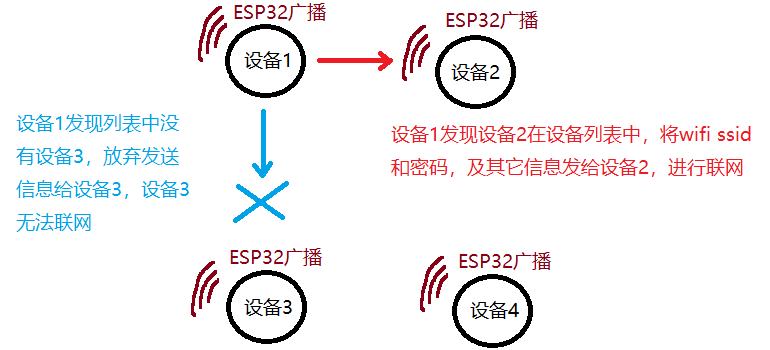 ESP32广播
ESP32广播
设备1
设备2
设备1发现列表中没
有设备3，放弃发送
信息给设备3，设备3
无法联网
设备1发现设备2在设备列表中，将wifi ssid
和密码，及其它信息发给设备2，进行联网
ESP32广播
ESP32广播
设备3
设备4